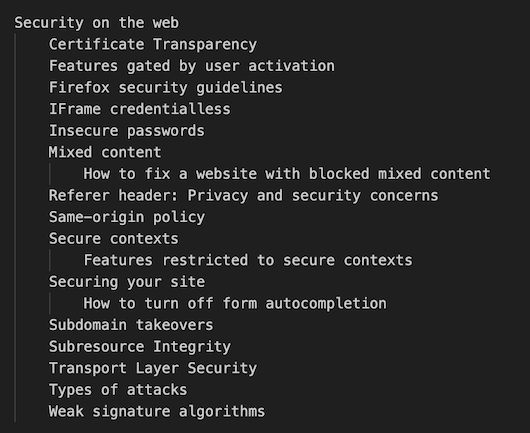 Security on the web
Certificate Transparency
Features gated by user activation
Firefox security guidelines
IFrame credentialless
Insecure passwords
Mixed content
How to fix a website with blocked mixed content
Referer header: Privacy and security concerns
Same-origin policy
Secure contexts
Features restricted to secure contexts
Securing your site
How to turn off form autocompletion
Subdomain takeovers
Subresource Integrity
Transport Layer Security
Types of attacks
Weak signature algorithms